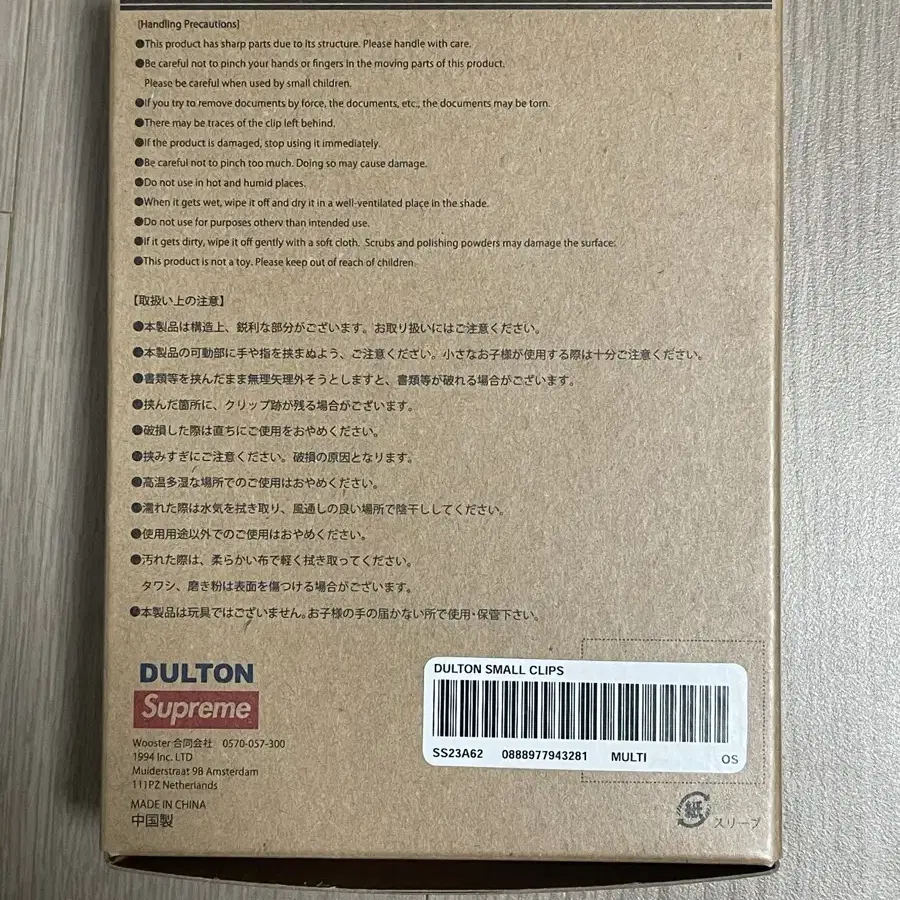 [Handling Precautions]
●This product has sharp parts due to its structure. Please handle with care.
●Be careful not to pinch your hands or fingers in the moving parts of this product.
Please be careful when used by small children.
●If you try to remove documents by force, the documents, etc., the documents may be torn.
●There may be traces of the clip left behind.
●If the product is damaged, stop using it immediately.
●Be careful not to pinch too much. Doing so may cause damage.
●Do not use in hot and humid places.
●When it gets wet, wipe it off and dry it in a well-ventilated place in the shade.
●Do not use for purposes otherv than intended use.
●If it gets dirty, wipe it off gently with a soft cloth. Scrubs and polishing powders may damage the surface.
●This product is not a toy. Please keep out of reach of children
【取扱い上の注意】
●本製品は構造上、鋭利な部分がございます。お取り扱いにはご注意ください。
●本製品の可動部に手や指を挟まぬよう、ご注意ください。小さなお子様が使用する際は十分ご注意ください。
●書類等を挟んだまま無理矢理外そうとしますと、書類等が破れる場合がございます。
●挟んだ箇所に、クリップ跡が残る場合がございます。
●破損した際は直ちにご使用をおやめください。
●挟みすぎにご注意ください。破損の原因となります。
●高温多湿な場所でのご使用はおやめください。
●濡れた際は水気を拭き取り、風通しの良い場所で陰干ししてください。
●使用用途以外でのご使用はおやめください。
●汚れた際は、柔らかい布で軽く拭き取ってください。
タワシ、磨き粉は表面を傷つける場合がございます。
●本製品は玩具ではございません。お子様の手の届かない所で使用・保管下さい。
DULTON
Supreme
Wooster 合同会社 0570-057-300
1994 Inc. LTD
Muiderstraat 9B Amsterdam
111PZ Netherlands
MADE IN CHINA
中国製
DULTON SMALL CLIPS
SS23A62 0888977943281 MULTI OS
紙 スリーブ